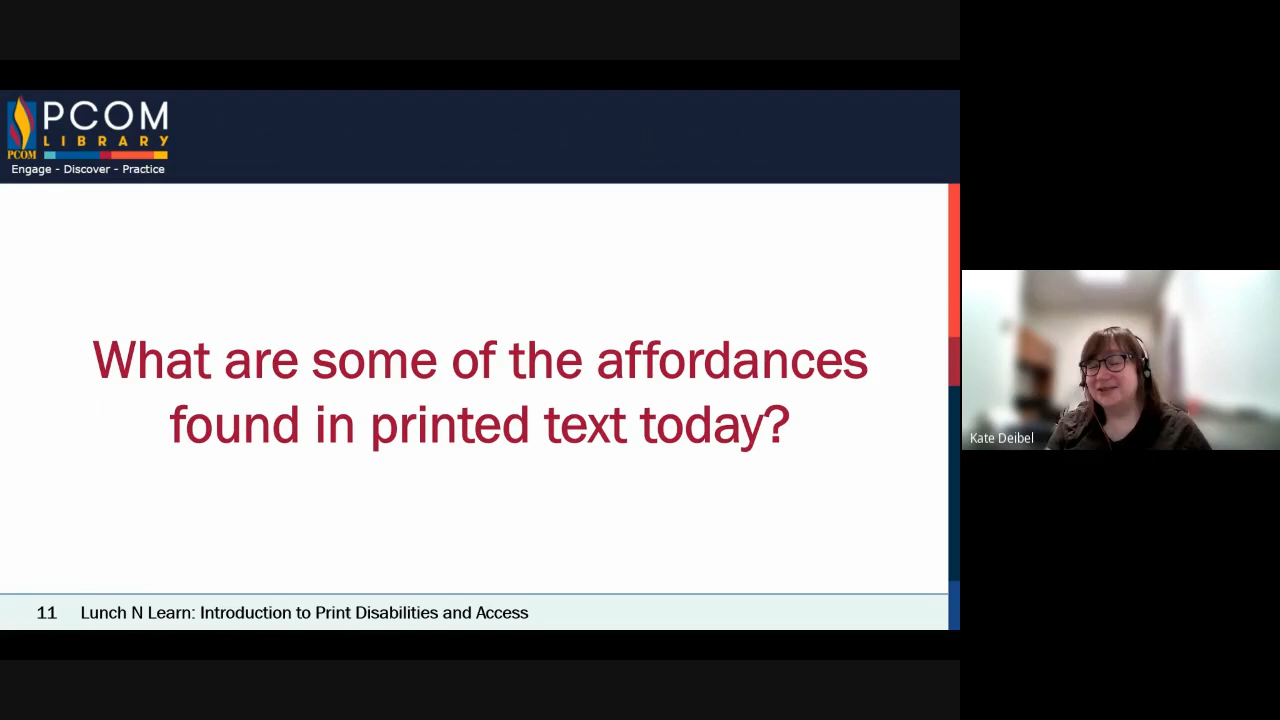 PCOM
LIBRARY
PCOM
Engage - Discover - Practice
What are some of the affordances
found in printed text today?
Kate Deibel
11 Lunch N Learn: Introduction to Print Disabilities and Access